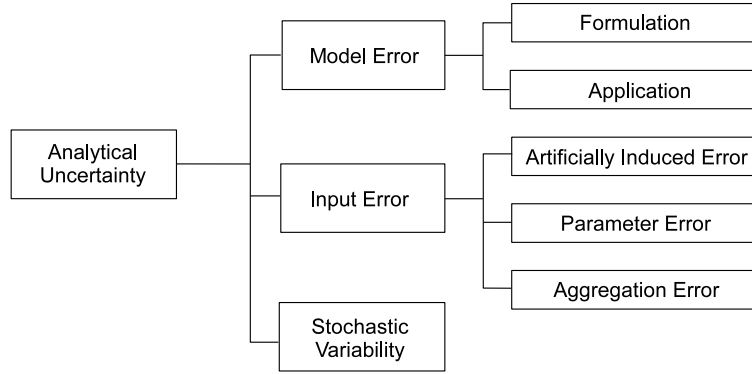 Analytical
Uncertainty
Model Error
Formulation
Application
Input Error
Artificially Induced Error
Parameter Error
Aggregation Error
Stochastic
Variability